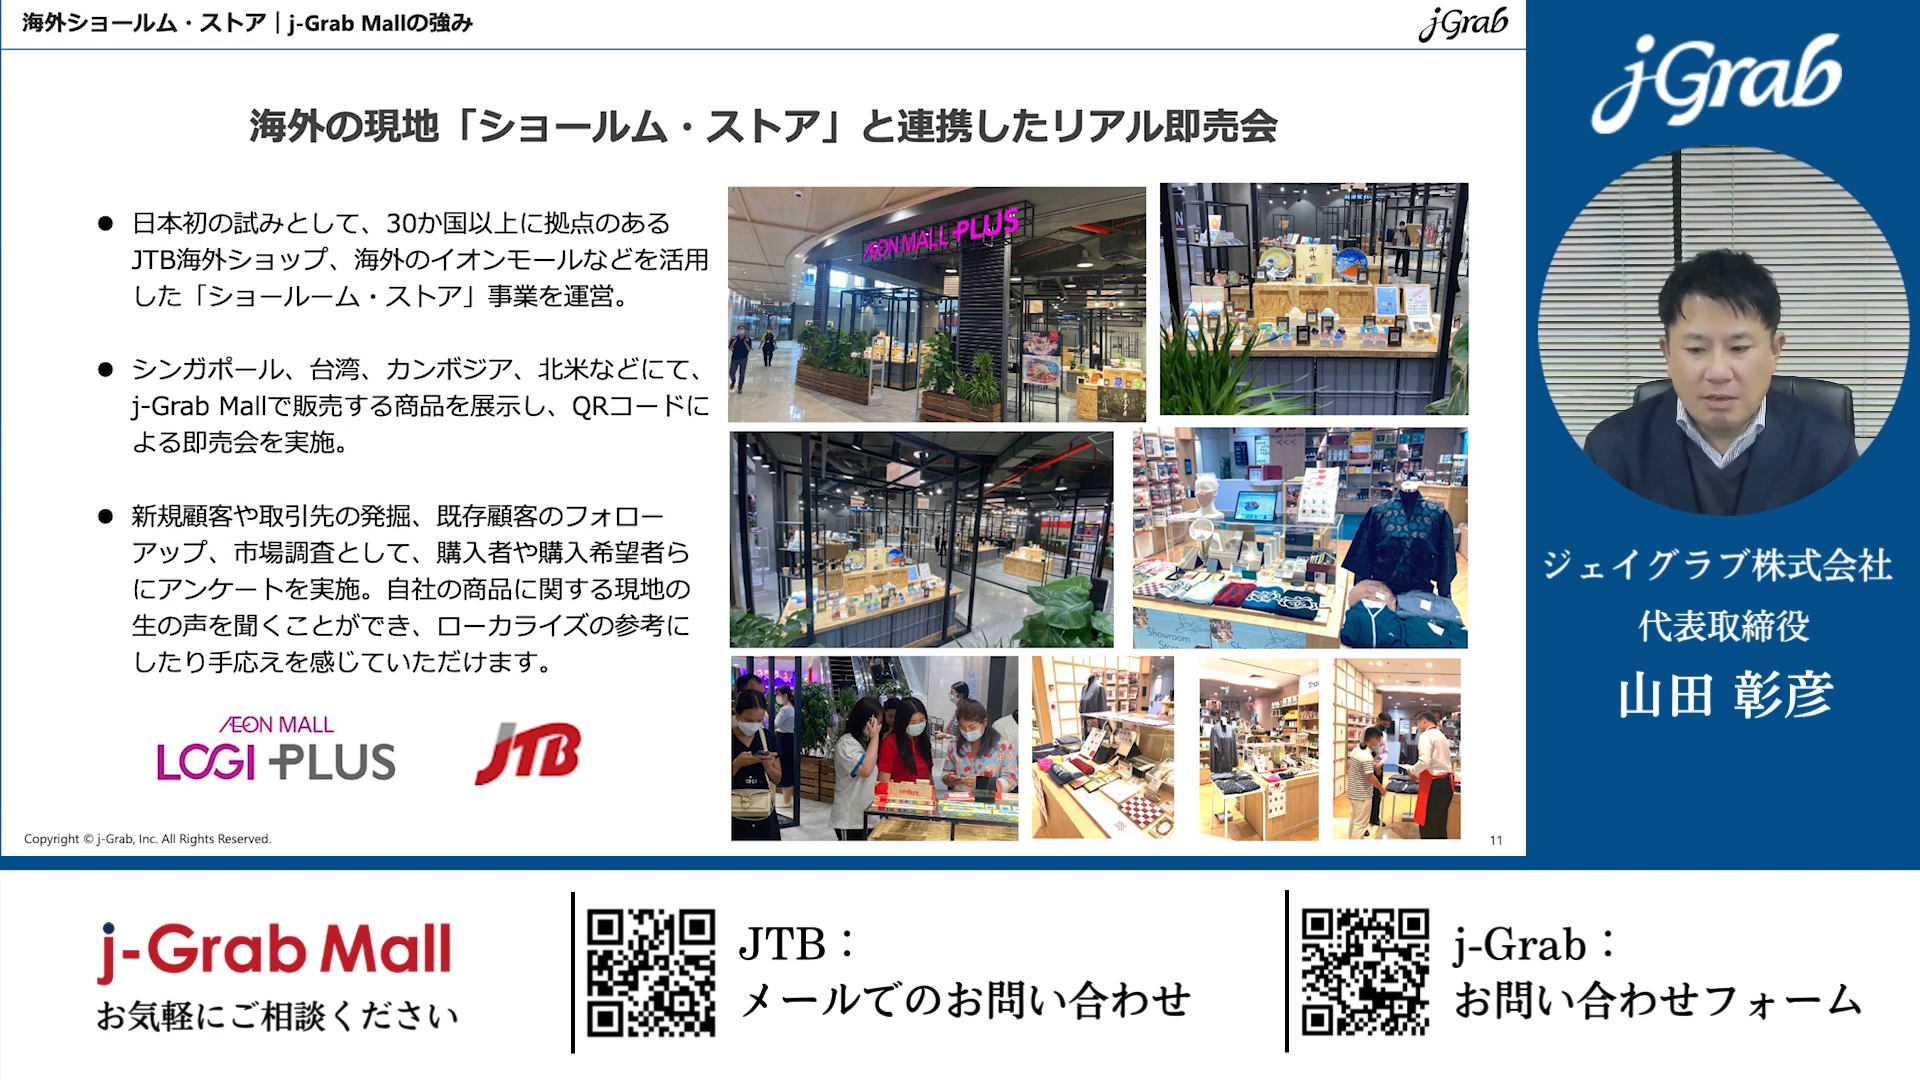 海外ショールム・ストア｜j-Grab Mallの強み
j-Grab
海外の現地「ショールム・ストア」と連携したリアル即売会
● 日本初の試みとして、30か国以上に拠点のある
JTB海外ショップ、海外のイオンモールなどを活用
した「ショールーム・ストア」事業を運営。
● シンガポール、台湾、カンボジア、北米などにて、
j-Grab Mallで販売する商品を展示し、QRコードに
よる即売会を実施。
● 新規顧客や取引先の発掘、既存顧客のフォロー
アップ、市場調査として、購入者や購入希望者ら
にアンケートを実施。自社の商品に関する現地の
生の声を聞くことができ、ローカライズの参考に
したり手応えを感じていただけます。
ÆON MALL
LOGI PLUS
JTB
ÆON MALL PLUS
Showroom
Copyright © j-Grab, Inc. All Rights Reserved.
11
j-Grab
ジェイグラブ株式会社
代表取締役
山田 彰彦
j-Grab Mall
お気軽にご相談ください
JTB：
メールでのお問い合わせ
j-Grab：
お問い合わせフォーム